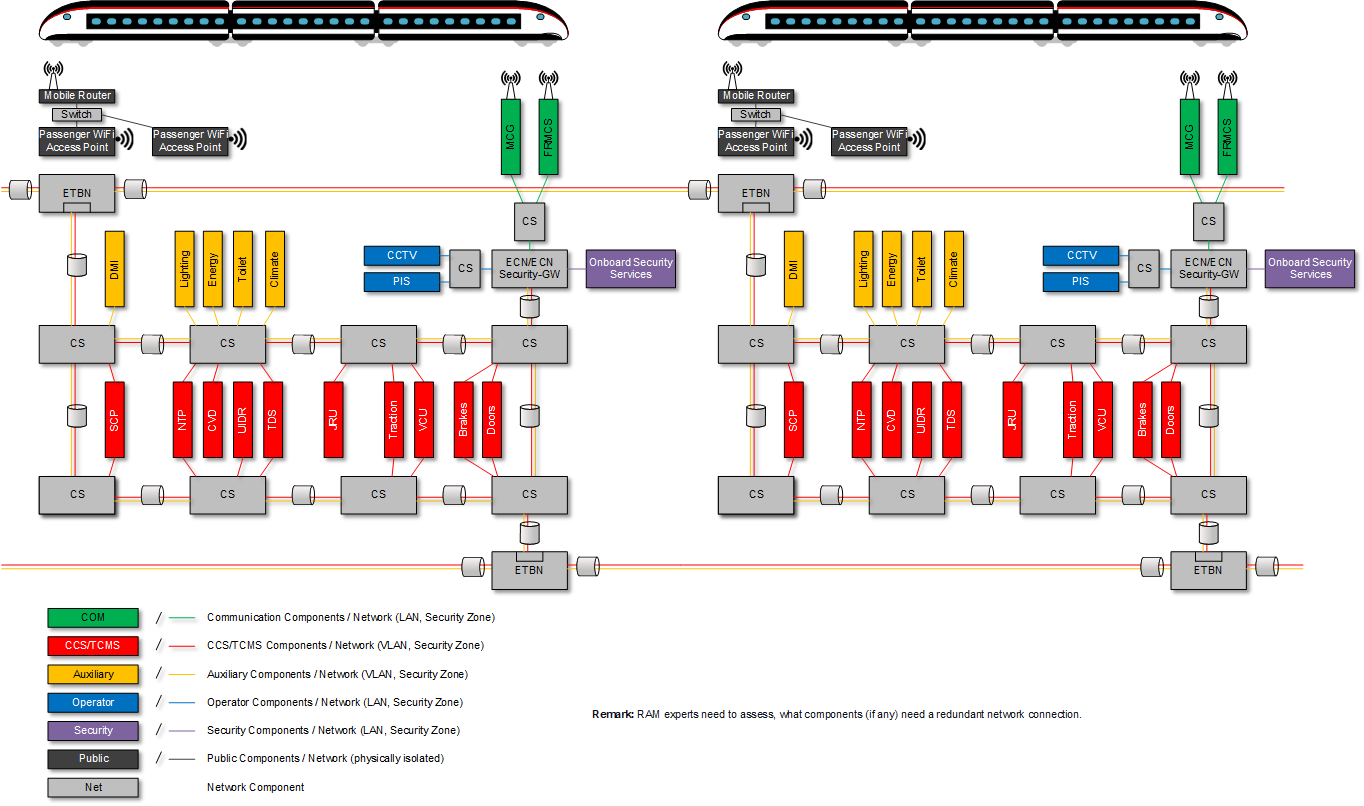 Mobile Router
Switch
Passenger WiFi
Access Point
Passenger WiFi
Access Point
MCG
FRMCS
Mobile Router
Switch
Passenger WiFi
Access Point
Passenger WiFi
Access Point
MCG
FRMCS
ETBN
CS
ETBN
CS
DMI
Lighting
Energy
Toilet
Climate
CCTV
PIS
CS
ECN/ECN
Security-GW
Onboard Security
Services
DMI
Lighting
Energy
Toilet
Climate
CCTV
PIS
CS
ECN/ECN
Security-GW
Onboard Security
Services
CS
CS
CS
CS
CS
CS
CS
CS
SCP
NTP
CVD
UIDR
TDS
JRU
Traction
VCU
Brakes
Doors
SCP
NTP
CVD
UIDR
TDS
JRU
Traction
VCU
Brakes
Doors
CS
CS
CS
CS
CS
CS
CS
CS
ETBN
ETBN
COM / Communication Components / Network (LAN, Security Zone)
CCS/TCMS / CCS/TCMS Components / Network (VLAN, Security Zone)
Auxiliary / Auxiliary Components / Network (VLAN, Security Zone)
Operator / Operator Components / Network (LAN, Security Zone)
Security / Security Components / Network (LAN, Security Zone)
Public / Public Components / Network (physically isolated)
Net Network Component
Remark: RAM experts need to assess, what components (if any) need a redundant network connection.